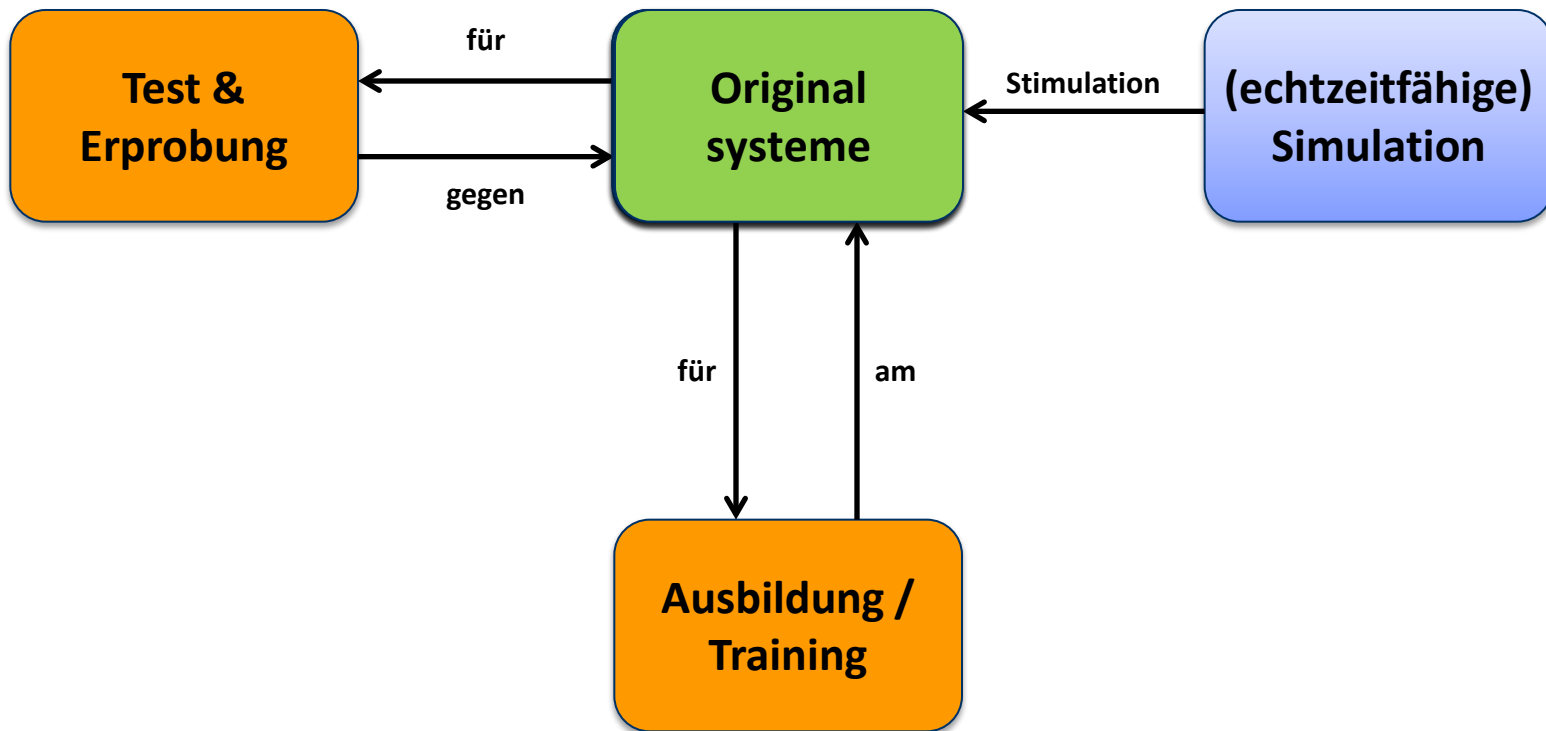 für
Test &
Erprobung
gegen
Original
systeme
Stimulation
(echtzeitfähige)
Simulation
für
am
Ausbildung /
Training